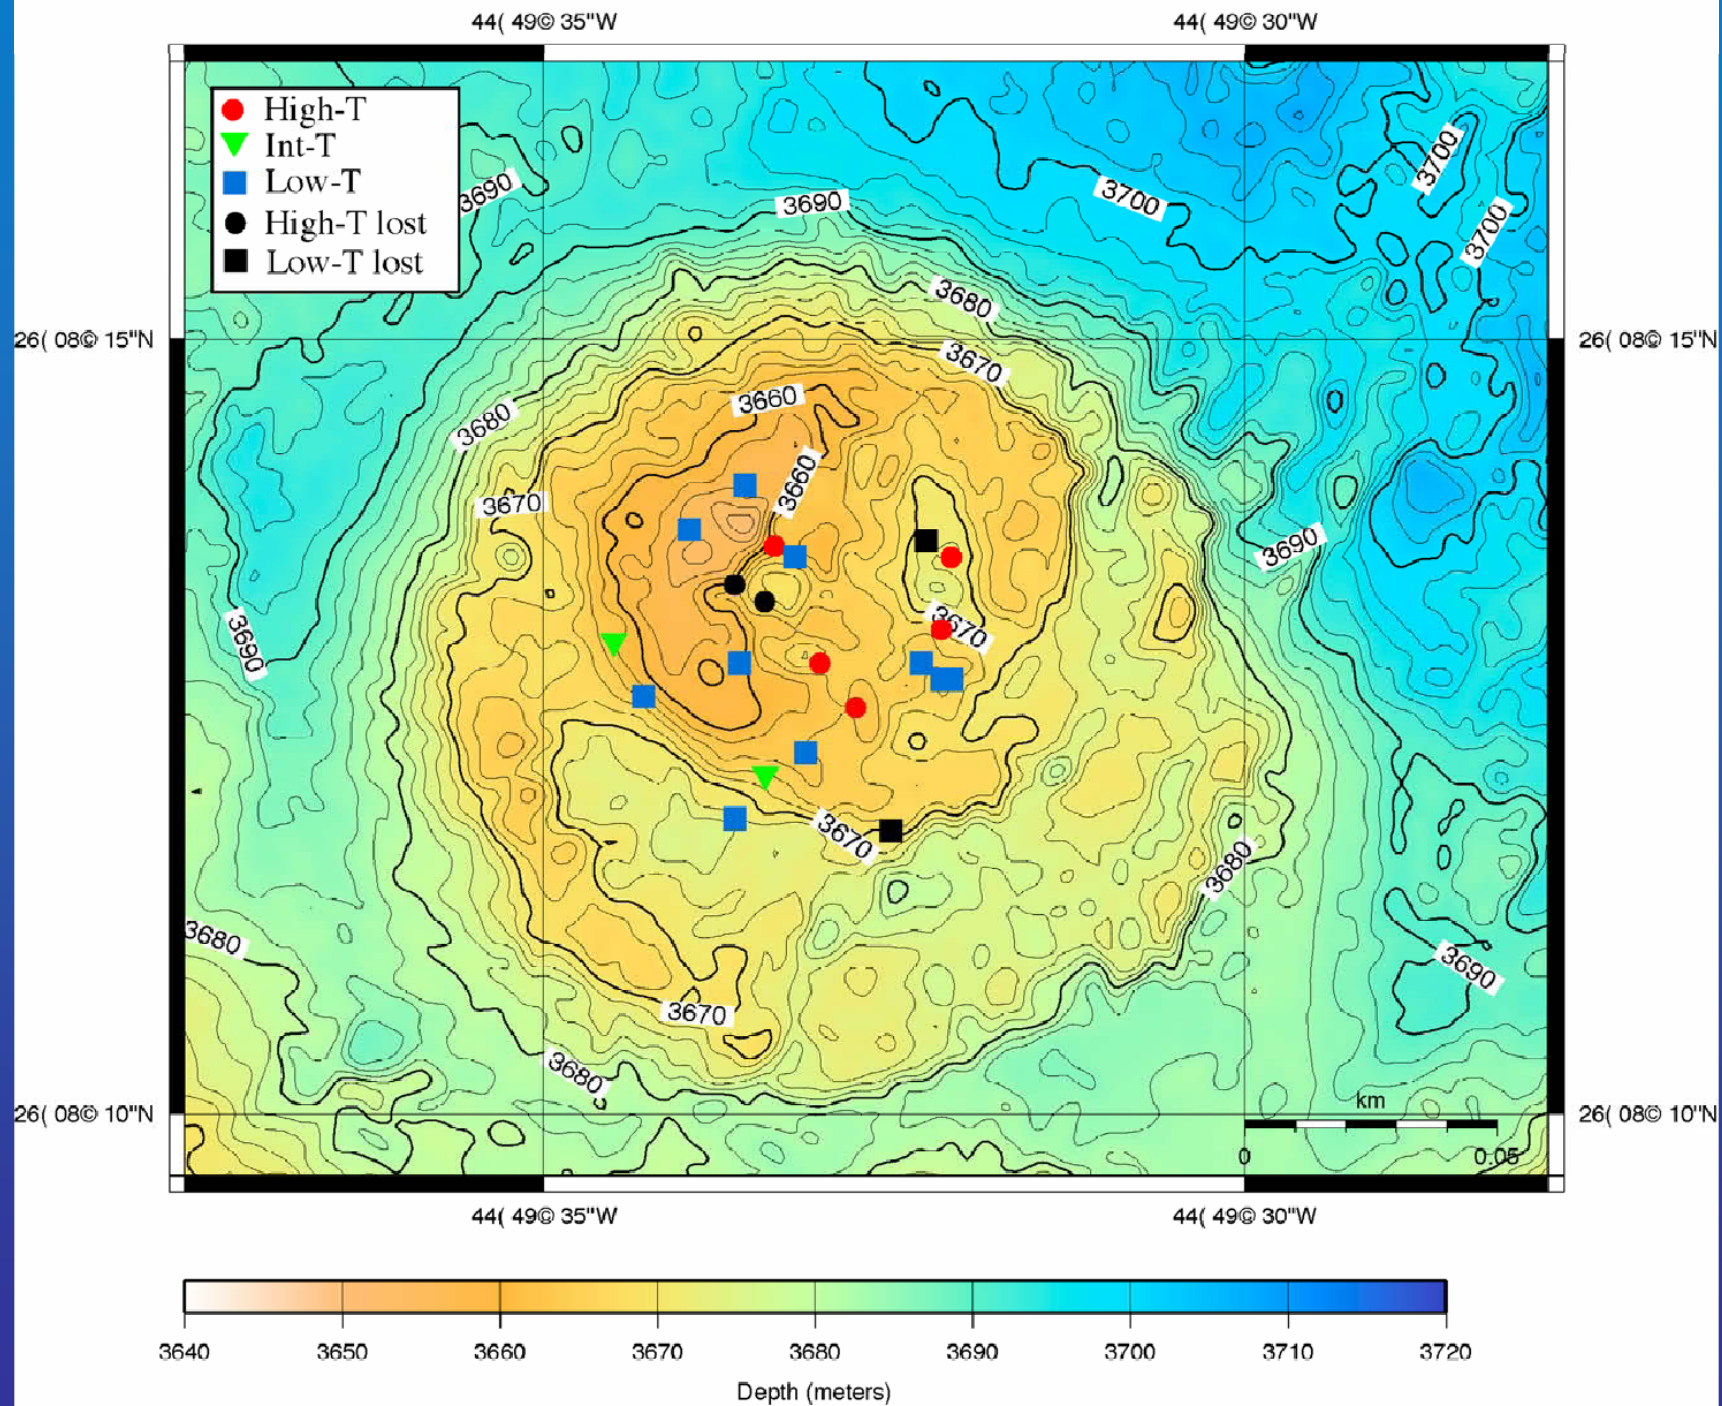 44( 49© 35"W 44( 49© 30"W
High-T
Int-T
Low-T
High-T lost
Low-T lost
3700
3690
3700
3690
3700
3680
26( 08© 15"N 26( 08© 15"N
3670
3660
3680
3660
3670
3690
3670
3690
3670
3680
3680
3690
3670
3680
km
26( 08© 10"N 26( 08© 10"N
0 0.05
44( 49© 35"W 44( 49© 30"W
3640 3650 3660 3670 3680 3690 3700 3710 3720
Depth (meters)